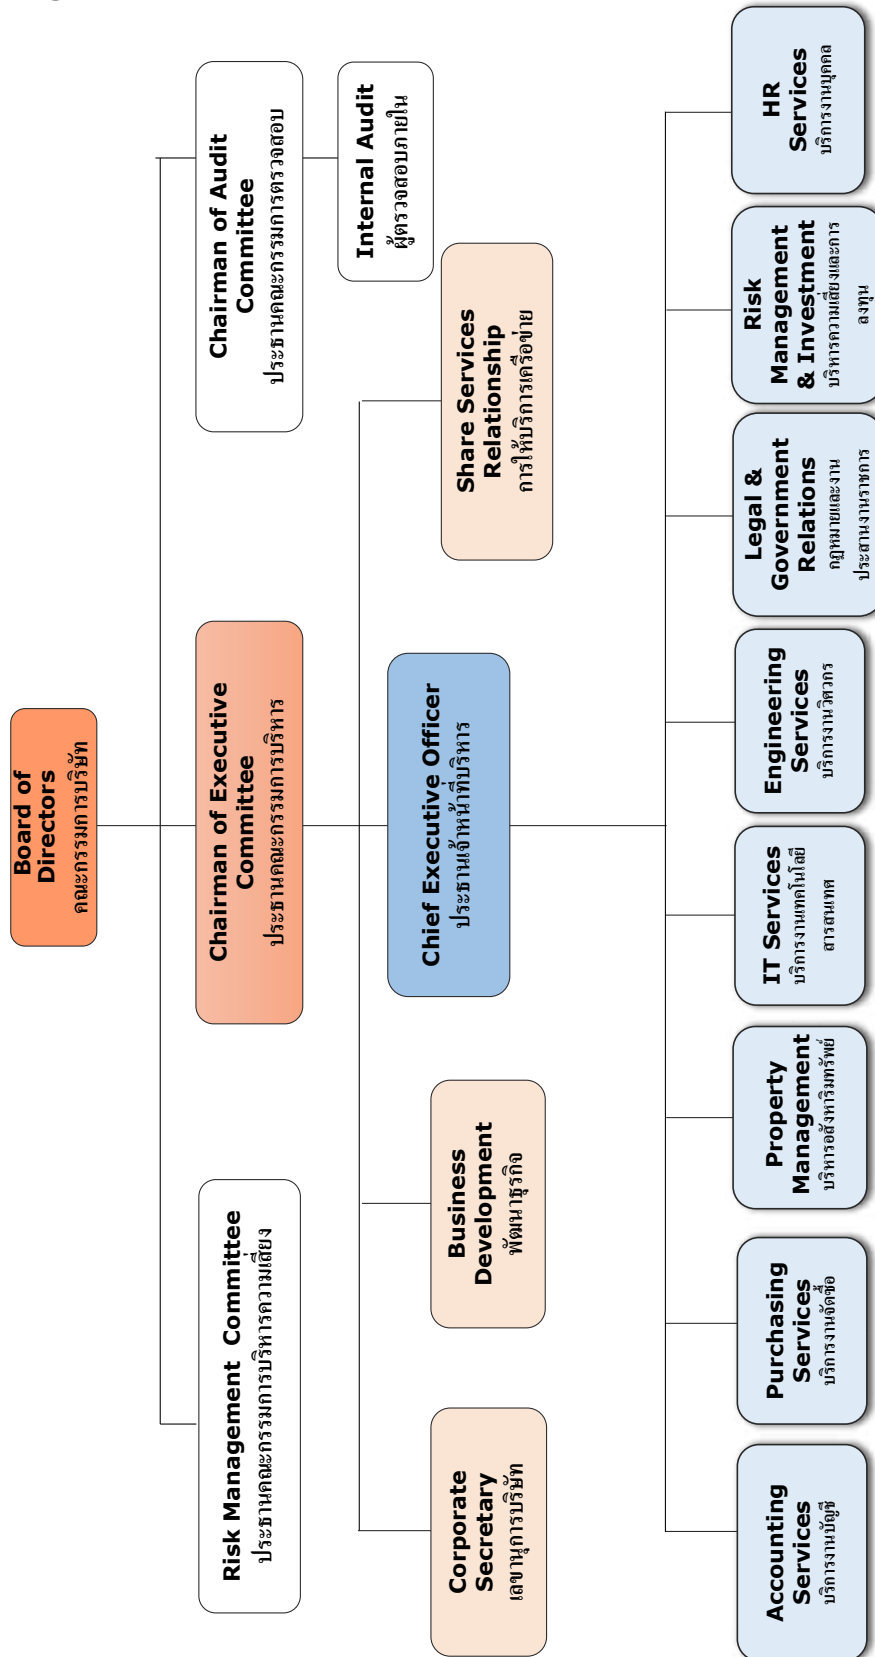 Board of
Directors
คณะกรรมการบริษัท
Risk Management  Committee
ประธานคณะกรรมการบริหารความเสี่ยง
Chairman of Executive
Committee
ประธานคณะกรรมการบริหาร
Chairman of Audit
Committee
ประธานคณะกรรมการตรวจสอบ
Internal Audit
ผู้ตรวจสอบภายใน
Corporate
Secretary
เลขานุการบริษัท
Business
Development
พัฒนาธุรกิจ
Chief Executive Officer
ประธานเจ้าหน้าที่บริหาร
Share Services
Relationship
การให้บริการเครือข่าย
Accounting
Services
บริการงานบัญชี
Purchasing
Services
บริการงานจัดซื้อ
Property
Management
บริหารอสังหาริมทรัพย์
IT Services
บริการงานเทคโนโลยี
สารสนเทศ
Engineering
Services
บริการงานวิศวกร
Legal &
Government
Relations
กฎหมายและงาน
ประสานงานราชการ
Risk
Management
& Investment
บริหารความเสี่ยงและการ
ลงทุน
HR
Services
บริการงานบุคคล